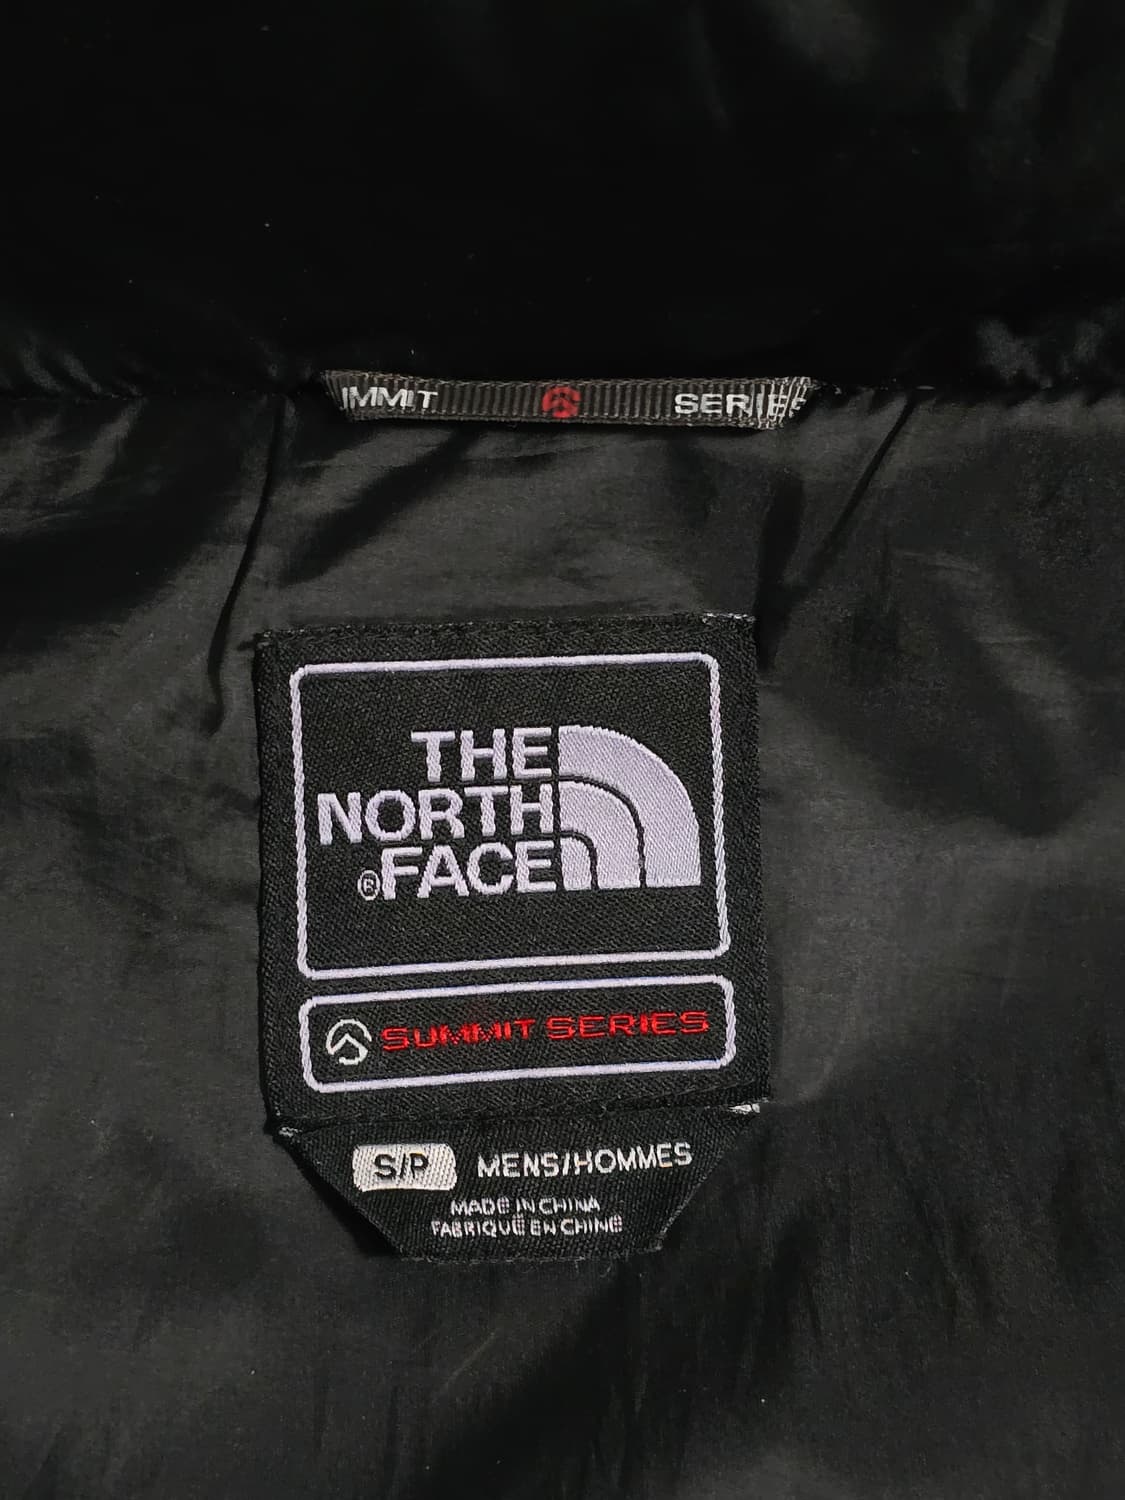 IMMIT SERIES
THE
NORTH
®FACE
SUMMIT SERIES
S/P MENS/HOMMES
MADE IN CHINA
FABRIQUÉ EN CHINE